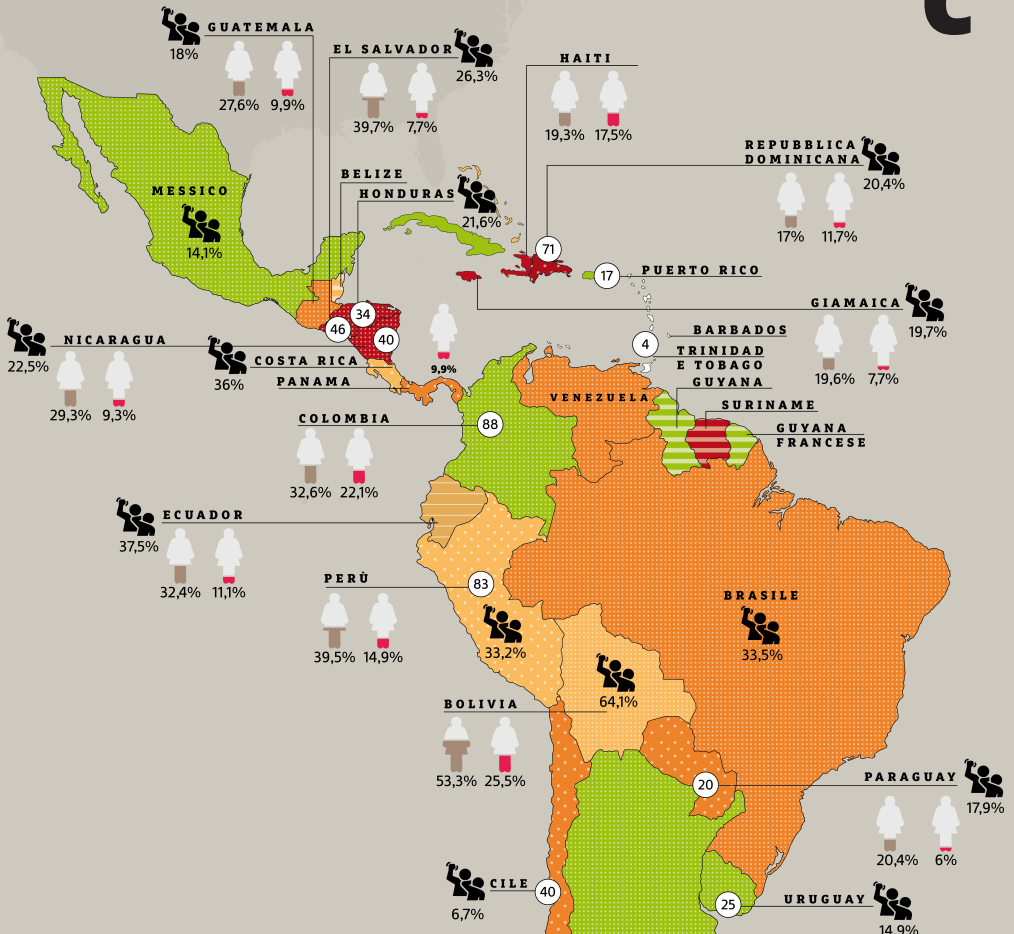 C
GUATEMALA
18%
27,6% 9,9%
EL SALVADOR
26,3%
39,7% 7,7%
HAITI
19,3% 17,5%
REPUBBLICA
DOMINICANA
20,4%
17% 11,7%
BELIZE
HONDURAS
21,6%
MESSICO
14,1%
71
17
PUERTO RICO
GIAMAICA
19,7%
19,6% 7,7%
34
46
40
4
BARBADOS
TRINIDAD
E TOBAGO
NICARAGUA
22,5%
29,3% 9,3%
36%
COSTA RICA
PANAMA
9,9%
VENEZUELA
GUYANA
SURINAME
GUYANA
FRANCESE
COLOMBIA
88
32,6% 22,1%
ECUADOR
37,5%
32,4% 11,1%
PERÙ
83
39,5% 14,9%
33,2%
BRASILE
33,5%
64,1%
BOLIVIA
53,3% 25,5%
20
PARAGUAY
17,9%
20,4% 6%
CILE
40
6,7%
25
URUGUAY
14,9%